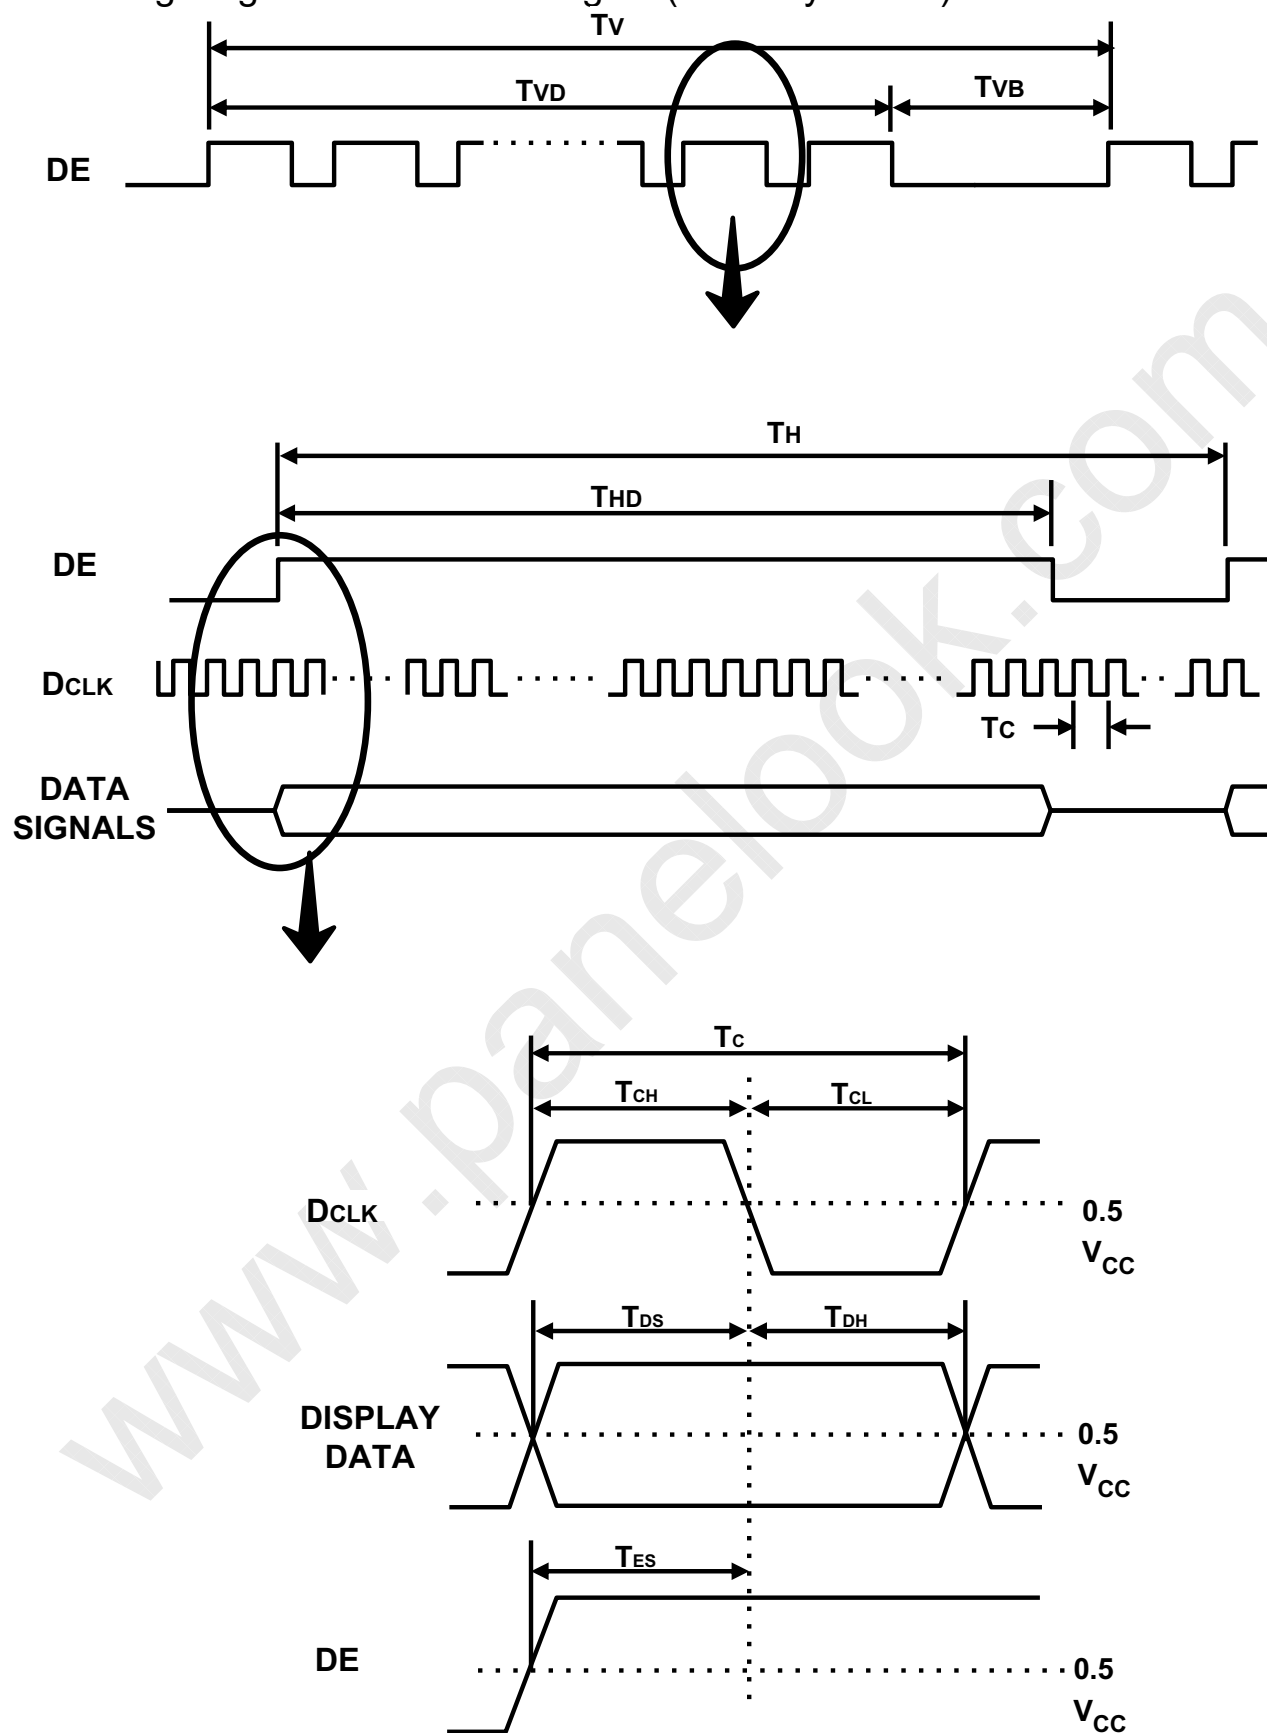 TV
TVD
TVB
DE
TH
THD
DE
DCLK
TC
DATA
SIGNALS
TC
TCH
TCL
DCLK
0.5
VCC
TDS
TDH
DISPLAY
DATA
0.5
VCC
TES
DE
0.5
VCC
www.panelook.com